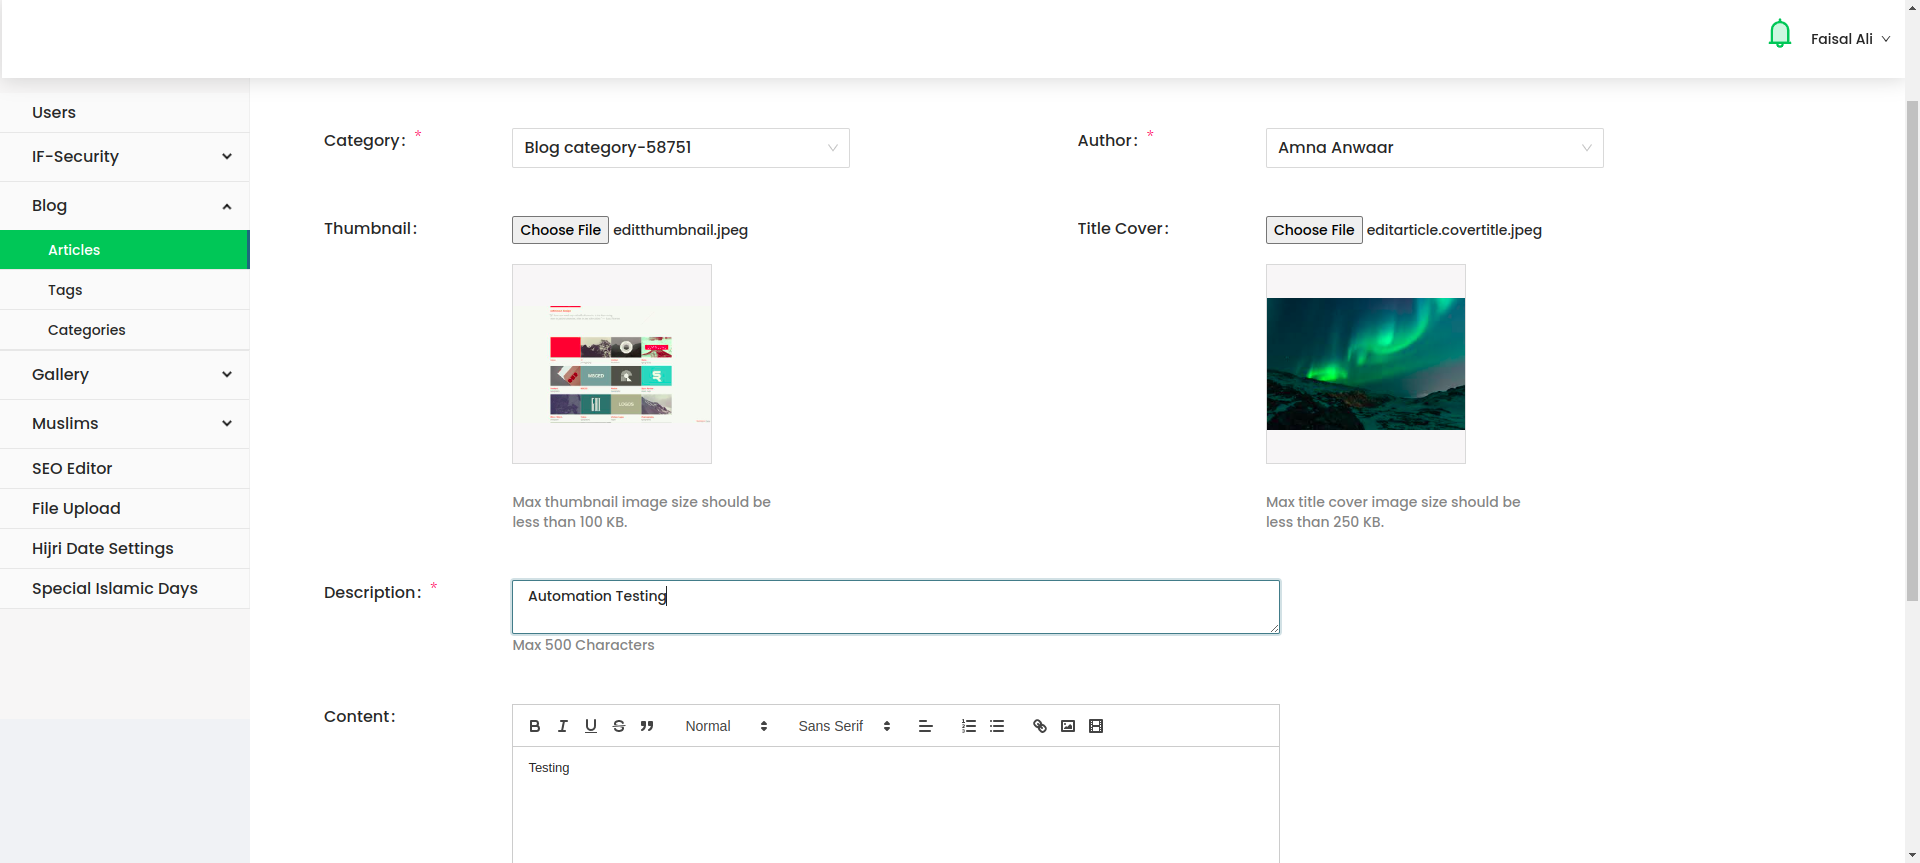 Faisal Ali
Users
IF-Security
Blog
Articles
Tags
Categories
Gallery
Muslims
SEO Editor
File Upload
Hijri Date Settings
Special Islamic Days
Category: *
Blog category-58751
Author: *
Amna Anwaar
Thumbnail:
Choose File editthumbnail.jpeg
Title Cover:
Choose File editarticle.covertitle.jpeg
LOGOS
Max thumbnail image size should be
less than 100 KB.
Max title cover image size should be
less than 250 KB.
Description: *
Automation Testing
Max 500 Characters
Content:
Normal
Sans Serif
Testing